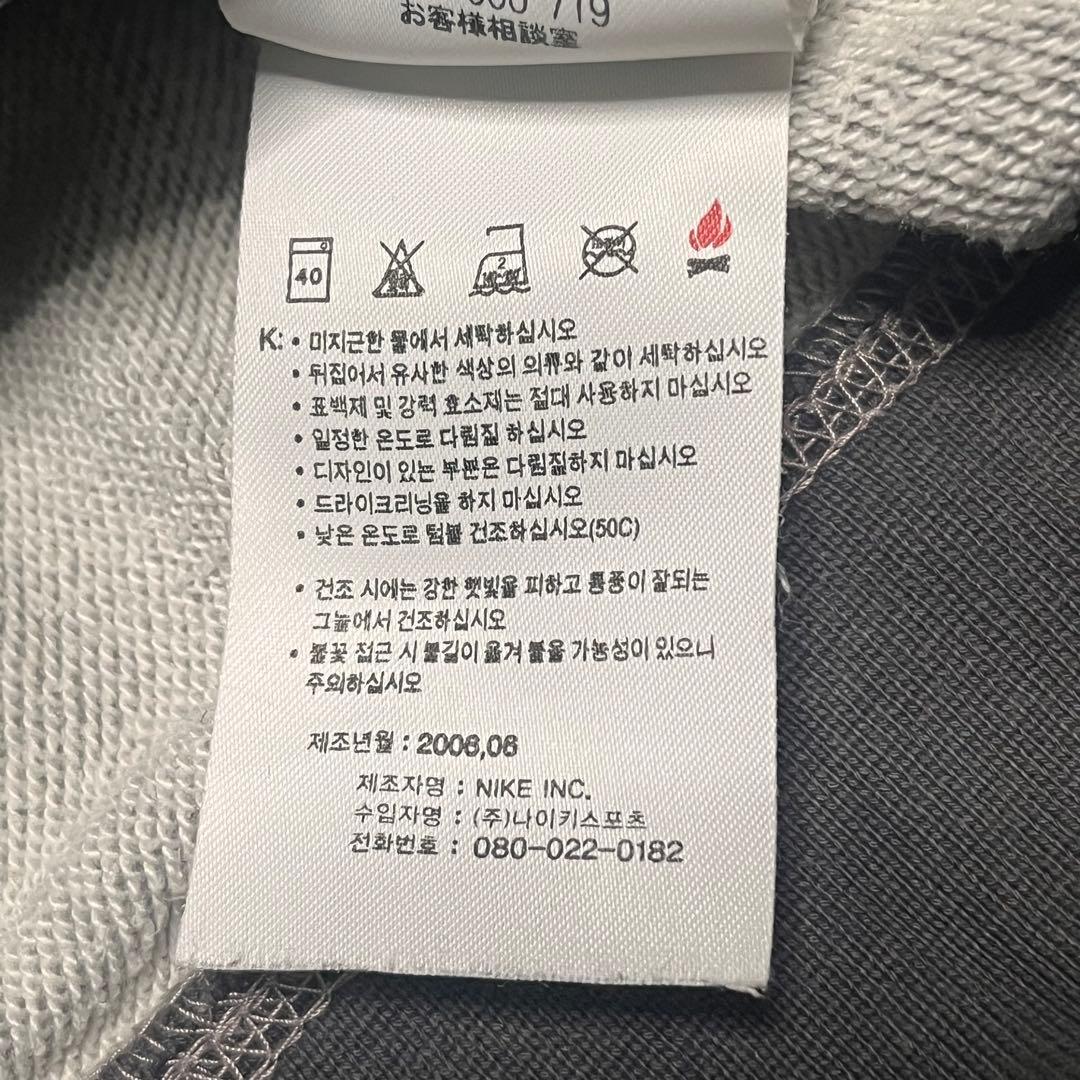 719
お客様相談室
40
2
K: • 미지근한 물에서 세탁하십시오
• 뒤집어서 유사한 색상의 의류와 같이 세탁하십시오
• 표백제 및 강력 효소제는 절대 사용하지 마십시오
• 일정한 온도로 다림질 하십시오
• 디자인이 있는 부분은 다림질하지 마십시오
• 드라이크리닝을 하지 마십시오
• 낮은 온도로 텀블 건조하십시오(50C)
• 건조 시에는 강한 햇빛을 피하고 통풍이 잘되는
그늘에서 건조하십시오
• 불꽃 접근 시 불길이 옮겨 붙을 가능성이 있으니
주의하십시오
제조년월 : 2006,06
제조자명 : NIKE INC.
수입자명 : (주)나이키스포츠
전화번호 : 080-022-0182